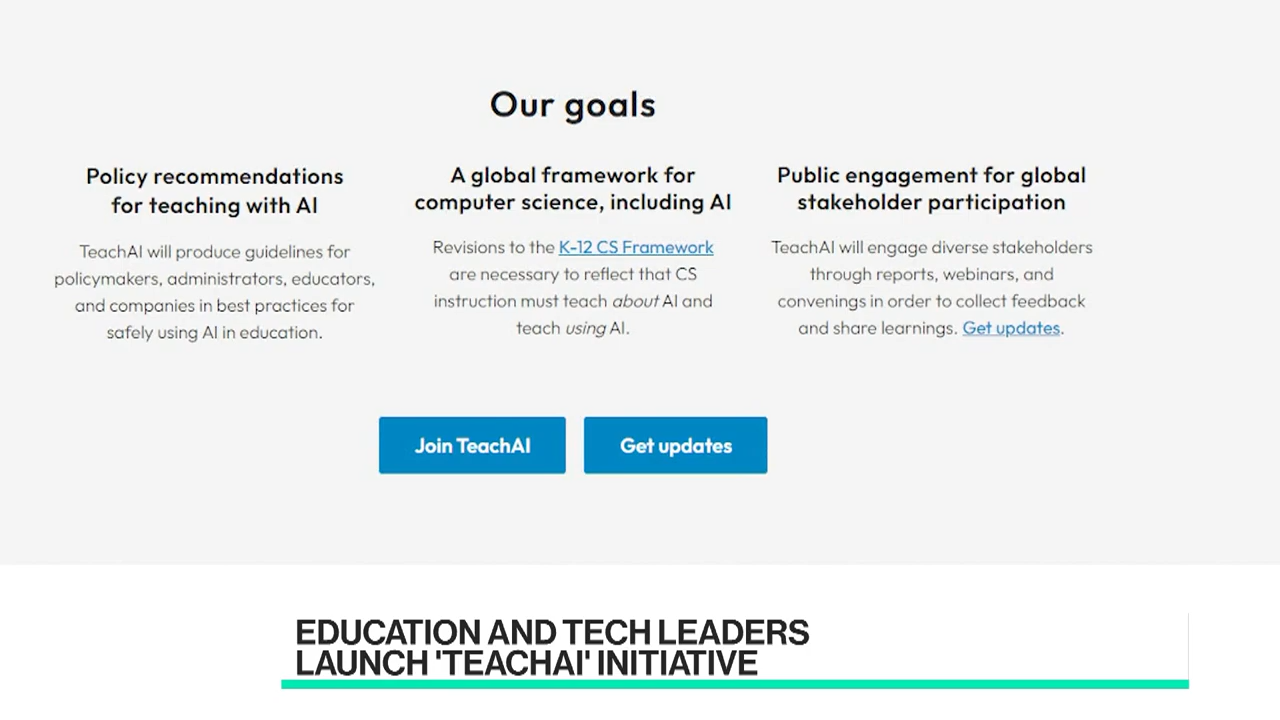 Our goals
Policy recommendations
for teaching with AI
TeachAI will produce guidelines for
policymakers, administrators, educators,
and companies in best practices for
safely using AI in education.
A global framework for
computer science, including AI
Revisions to the K-12 CS Framework
are necessary to reflect that CS
instruction must teach about AI and
teach using AI.
Public engagement for global
stakeholder participation
TeachAI will engage diverse stakeholders
through reports, webinars, and
convenings in order to collect feedback
and share learnings. Get updates.
Join TeachAI
Get updates
EDUCATION AND TECH LEADERS
LAUNCH 'TEACHAI' INITIATIVE